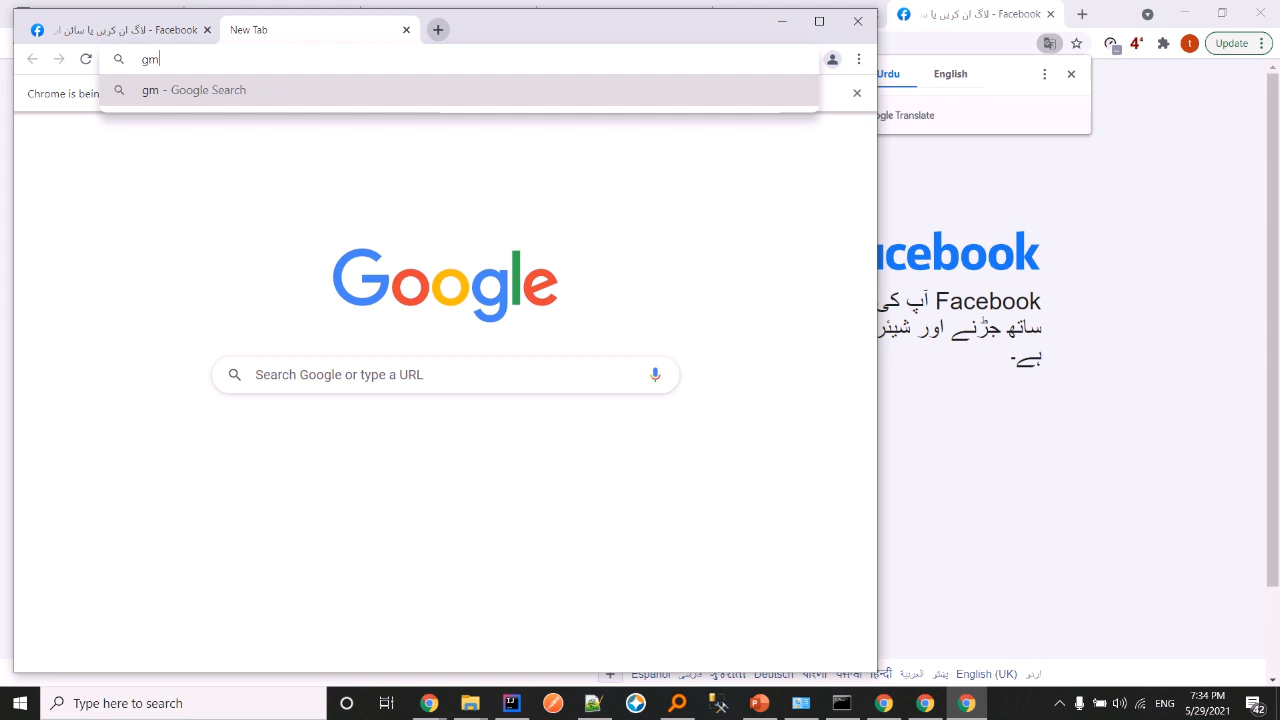 لاگ ان کریں یا سائن ا - Facebook
New Tab
لاگ ان کریں یا س - Facebook
gm
Update
gm - Google Search
Urdu
English
Chrome is bein
gle Translate
Google
acebook
Facebook آپ کی
ساتھ جڑنے اور شیئر
ہے۔
Search Google or type a URL
Español
Deutsch
العربية
پښتو
English (UK)
اردو
Type here to search
ENG
7:34 PM
5/29/2021
42